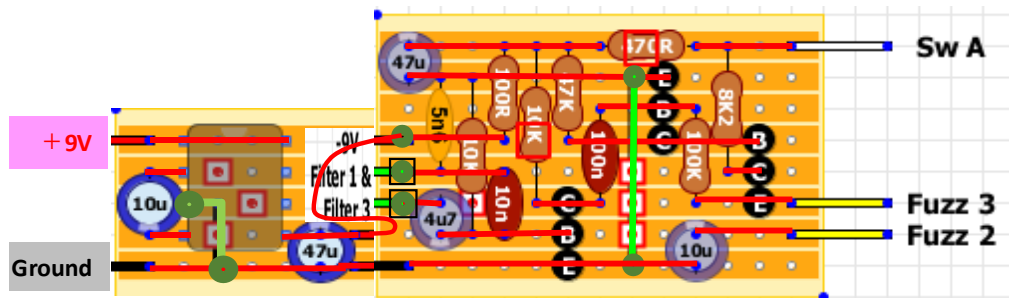 Sw A
470R
47u
E
100R
47K
B
8K2
5n6
+9V
-9V
10K
C
3
10K
100n
100K
C
Filter 1 &
10u
Filter 3
4u7
10n
C
E
Fuzz 3
B
Fuzz 2
47u
10u
Ground
E